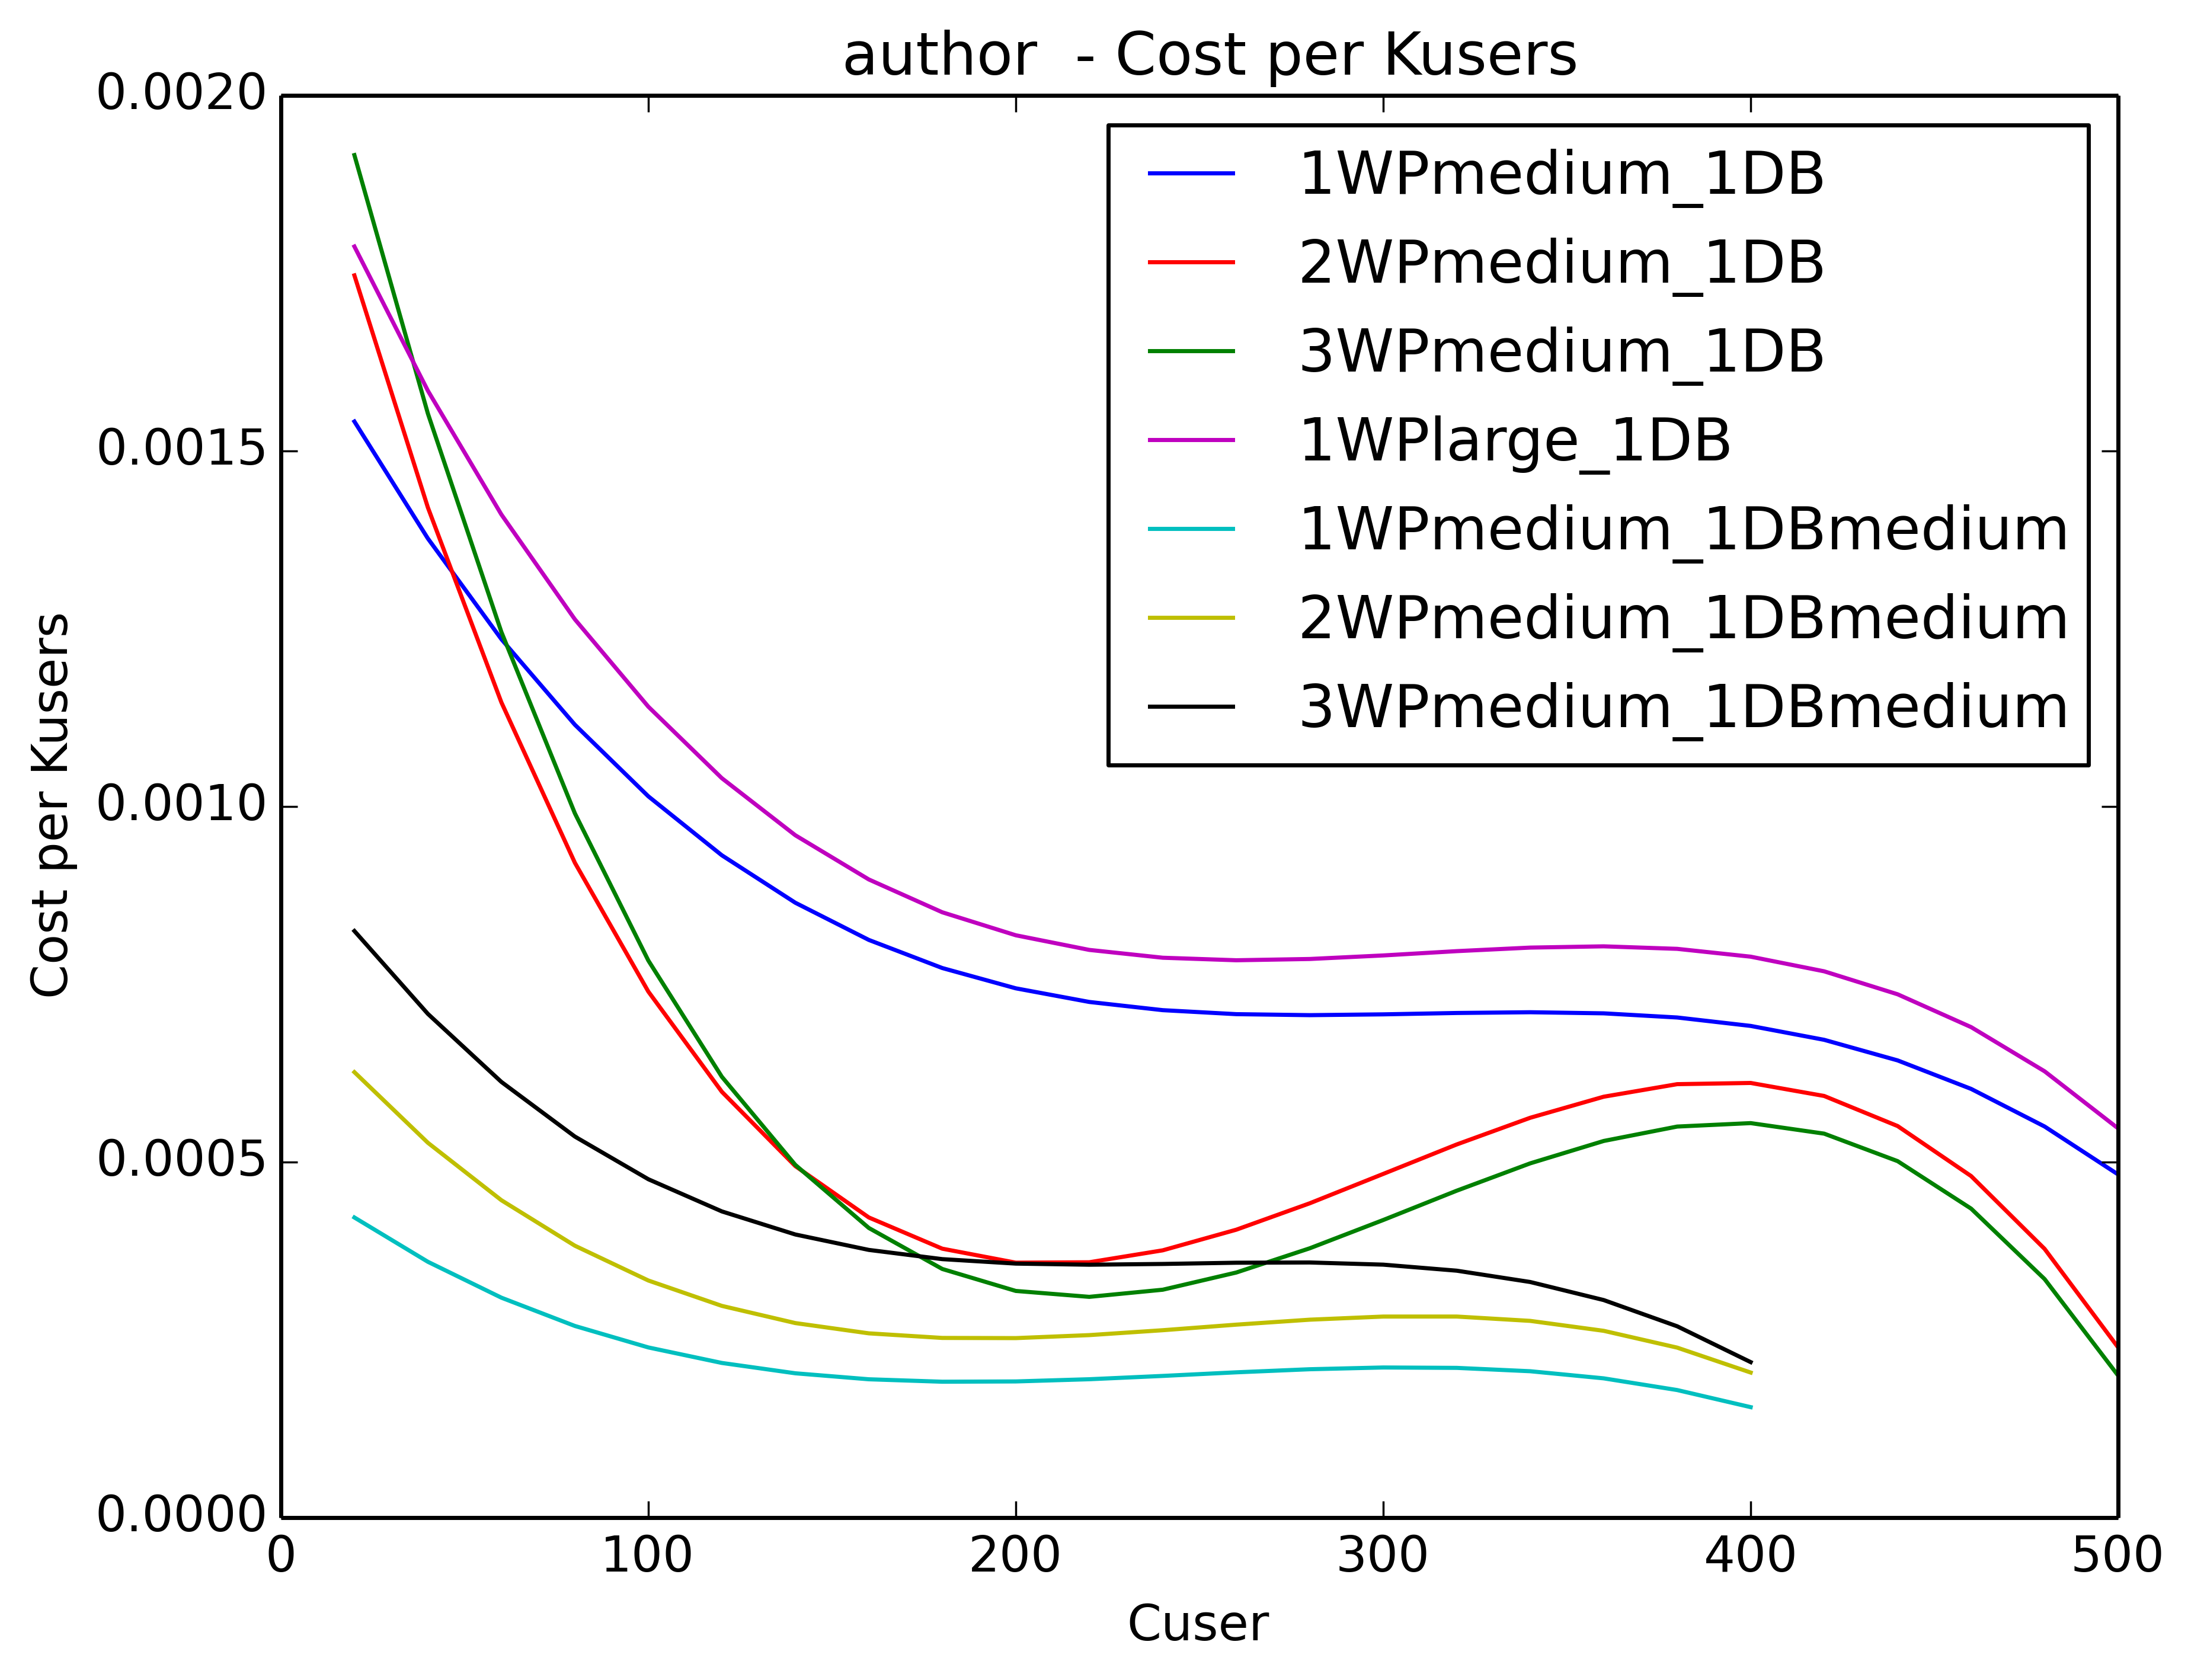 author - Cost per Kusers
0.0020
0.0015
0.0010
0.0005
0.0000
Cost per Kusers
1WPmedium_1DB
2WPmedium_1DB
3WPmedium_1DB
1WPlarge_1DB
1WPmedium_1DBmedium
2WPmedium_1DBmedium
3WPmedium_1DBmedium
0 100 200 300 400 500
Cuser